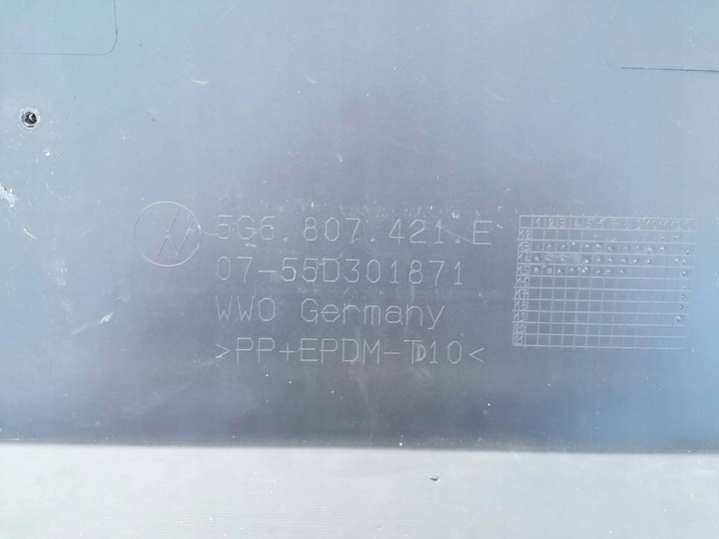 5G6.807.421.E
07-55D301871
WWO Germany
>PP+EPDM-TD10<